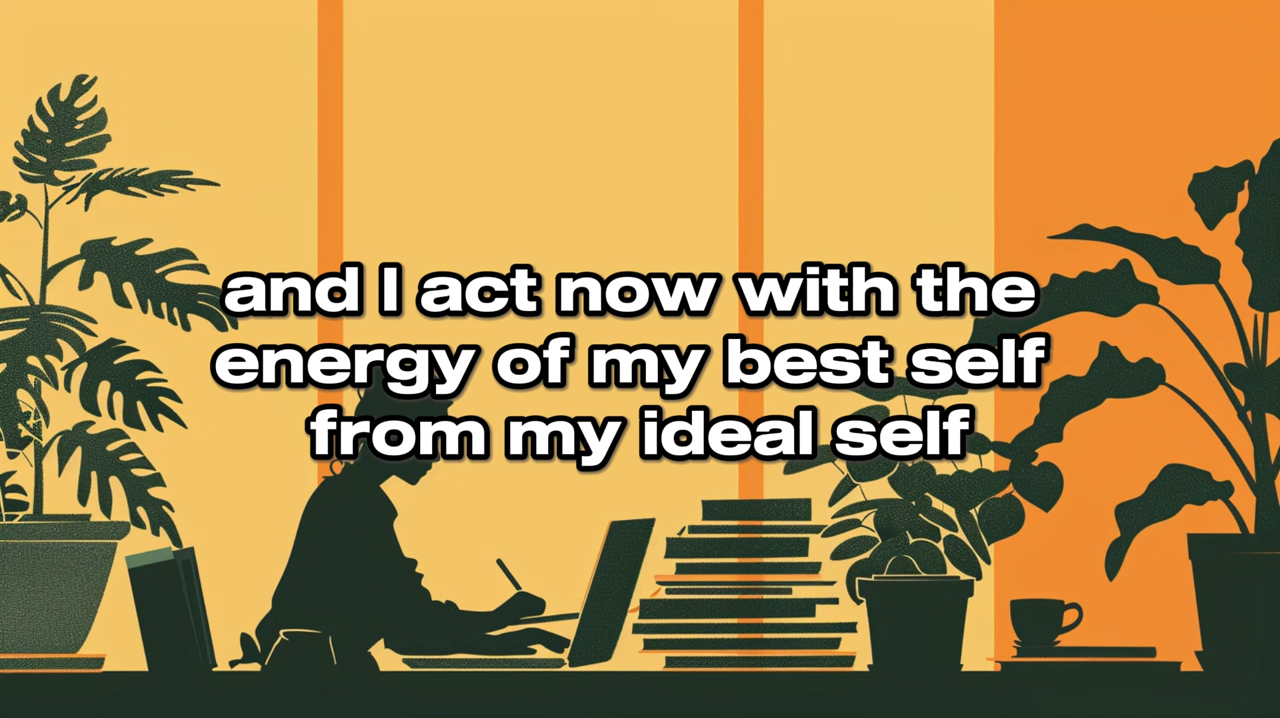 and I act now with the
energy of my best self
from my ideal self